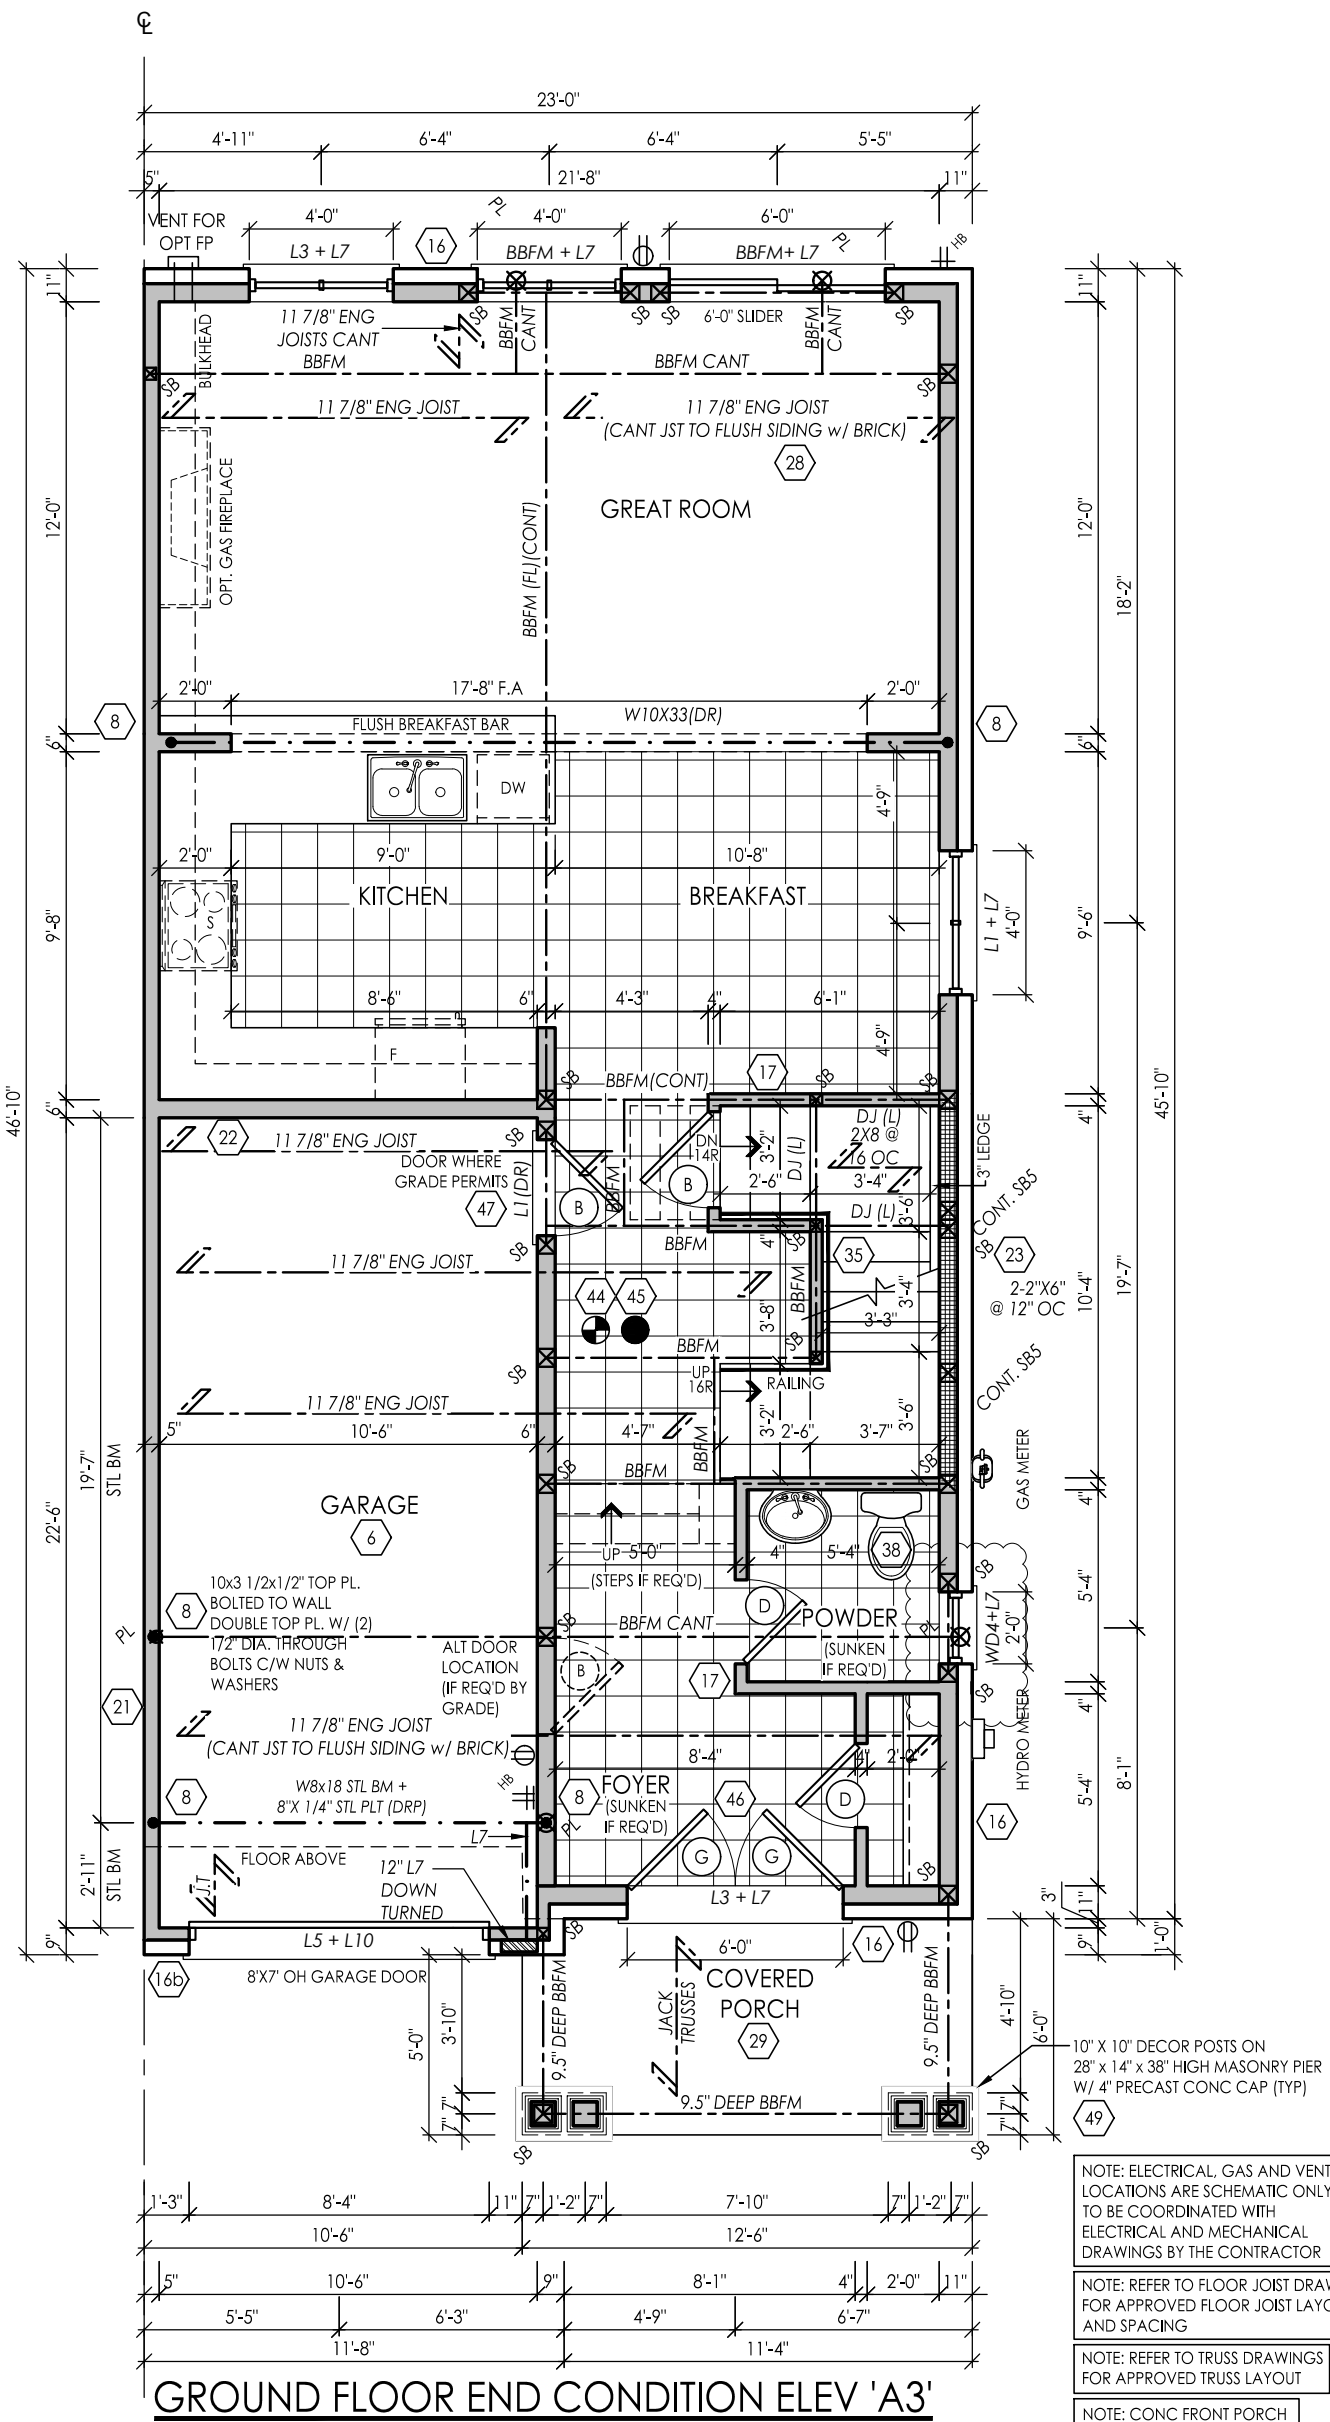 ℄
23'-0"
4'-11" 6'-4" 6'-4" 5'-5"
5" 21'-8" 11"
VENT FOR
OPT FP
4'-0" PL 4'-0" 6'-0" PL
L3 + L7 16 BBFM + L7 BBFM+ L7 HB
11" 11"
11 7/8" ENG
JOISTS CANT
BBFM
SB BBFM CANT SB SB 6'-0" SLIDER BBFM CANT SB
BULKHEAD
BBFM CANT
SB SB
11 7/8" ENG JOIST 11 7/8" ENG JOIST
(CANT JST TO FLUSH SIDING w/ BRICK)
28
OPT. GAS FIREPLACE
GREAT ROOM
12'-0" 12'-0"
BBFM (FL)(CONT)
18'-2"
2'-0" 17'-8" F.A 2'-0"
W10X33(DR)
8 FLUSH BREAKFAST BAR 8
6" 6"
DW
4'-9"
2'-0" 9'-0" 10'-8"
KITCHEN BREAKFAST
S
L1 + L7
4'-0"
9'-8" 9'-6"
8'-6" 6" 4'-3" 4" 6'-1"
F
4'-9"
46'-10" 45'-10"
BBFM(CONT) 17
SB SB SB
6" 4"
22 11 7/8" ENG JOIST
SB
DOOR WHERE
GRADE PERMITS
47 L1(DR)
B BBFM B
DN
14R
3'-2" DJ (L)
DJ (L)
2X8 @
16 OC
2'-6" 3'-4"
3" LEDGE
3'-6"
DJ (L)
CONT. SB5
SB BBFM 4" SB 35 SB 23
11 7/8" ENG JOIST
2-2"X6"
@ 12" OC
10'-4" 19'-7"
44 45
3'-8" BBFM 3'-4"
3'-3"
SB
BBFM
SB
UP
16R
RAILING
CONT. SB5
11 7/8" ENG JOIST
3'-2" 3'-6"
5" 10'-6" 6" 4'-7" 2'-6" 3'-7"
BBFM
BBFM
SB SB
GAS METER
19'-7"
STL BM
22'-6"
GARAGE
6
4"
38
UP 5'-0" 4" 5'-4"
(STEPS IF REQ'D)
SB
10x3 1/2x1/2" TOP PL.
BOLTED TO WALL
DOUBLE TOP PL. W/ (2)
1/2" DIA. THROUGH
BOLTS C/W NUTS &
WASHERS
8
PL
D
POWDER
(SUNKEN
IF REQ'D)
SB BBFM CANT PL
WD4+L7
2'-0"
5'-4"
ALT DOOR
LOCATION
(IF REQ'D BY
GRADE)
B
17
SB
21
4"
11 7/8" ENG JOIST
(CANT JST TO FLUSH SIDING w/ BRICK)
8'-4" 4" 2'-0"
HYDRO METER
8'-1"
5'-4"
8 W8x18 STL BM +
8"X 1/4" STL PLT (DRP)
HB
8
FOYER
(SUNKEN
IF REQ'D)
46
D
16
L7 PL
G G
FLOOR ABOVE
J.T
12" L7
DOWN
TURNED
2'-11"
STL BM
SB
L3 + L7
3" 11"
SB
9" L5 + L10 9" 1'-0"
16b
8'X7' OH GARAGE DOOR
6'-0" 16
COVERED
PORCH
29
JACK
TRUSSES
9.5" DEEP BBFM 9.5" DEEP BBFM
5'-0" 3'-10"
4'-10" 6'-0"
7" 7" 9.5" DEEP BBFM 7" 7"
SB SB
10" X 10" DECOR POSTS ON
28" x 14" x 38" HIGH MASONRY PIER
W/ 4" PRECAST CONC CAP (TYP)
49
NOTE: ELECTRICAL, GAS AND VENT
LOCATIONS ARE SCHEMATIC ONLY
TO BE COORDINATED WITH
ELECTRICAL AND MECHANICAL
DRAWINGS BY THE CONTRACTOR
1'-3" 8'-4" 11" 7" 1'-2" 7" 7'-10" 7" 1'-2" 7"
10'-6" 12'-6"
NOTE: REFER TO FLOOR JOIST DRAW
FOR APPROVED FLOOR JOIST LAYO
AND SPACING
5" 10'-6" 9" 8'-1" 4" 2'-0" 11"
5'-5" 6'-3" 4'-9" 6'-7"
11'-8" 11'-4"
NOTE: REFER TO TRUSS DRAWINGS
FOR APPROVED TRUSS LAYOUT
GROUND FLOOR END CONDITION ELEV 'A3'
NOTE: CONC FRONT PORCH